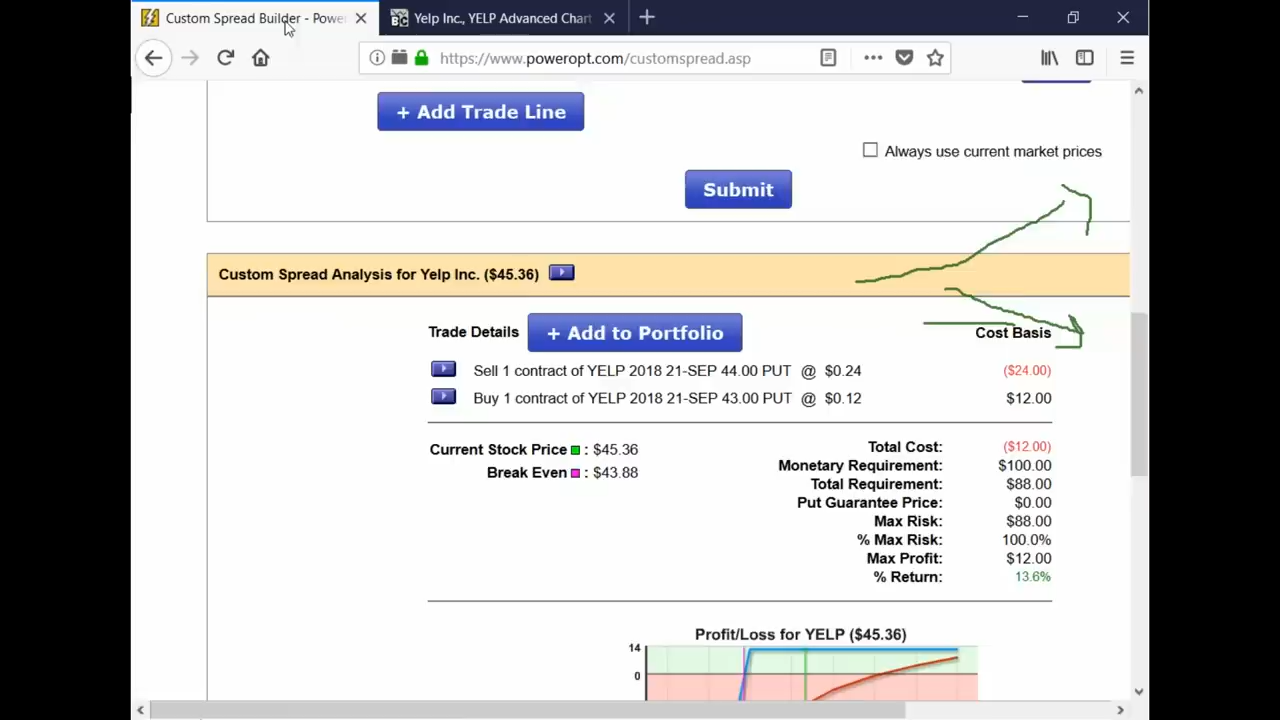 Custom Spread Builder - Powe
Yelp Inc., YELP Advanced Chart
https://www.poweropt.com/customspread.asp
+ Add Trade Line
Always use current market prices
Submit
Custom Spread Analysis for Yelp Inc. ($45.36)
Trade Details
+ Add to Portfolio
Cost Basis
Sell 1 contract of YELP 2018 21-SEP 44.00 PUT @ $0.24 ($24.00)
Buy 1 contract of YELP 2018 21-SEP 43.00 PUT @ $0.12 $12.00
Current Stock Price : $45.36
Break Even : $43.88
Total Cost: ($12.00)
Monetary Requirement: $100.00
Total Requirement: $88.00
Put Guarantee Price: $0.00
Max Risk: $88.00
% Max Risk: 100.0%
Max Profit: $12.00
% Return: 13.6%
Profit/Loss for YELP ($45.36)
14
0